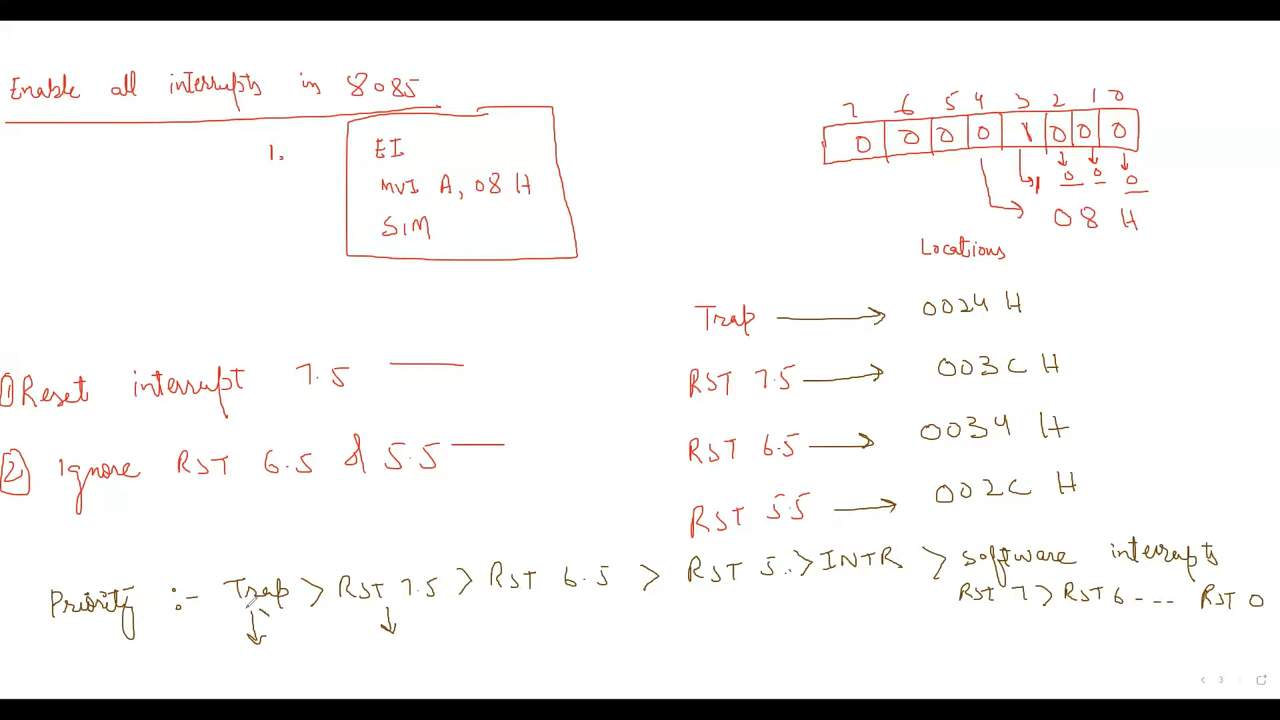 Enable all interrupts in 8085
1.
EI
MVI A, 08 H
SIM
7 6 5 4 3 2 1 0
0 0 0 0 1 0 0 0
1 0 0 0
08 H
Locations
Trap → 0024 H
RST 7.5 → 003C H
RST 6.5 → 0034 H
RST 5.5 → 002C H
① Reset interrupt 7.5
2 Ignore RST 6.5 & 5.5
Priority :- Trap > RST 7.5 > RST 6.5 > RST 5.. > INTR > software interrupts
RST 7 > RST 6 --- RST 0
3